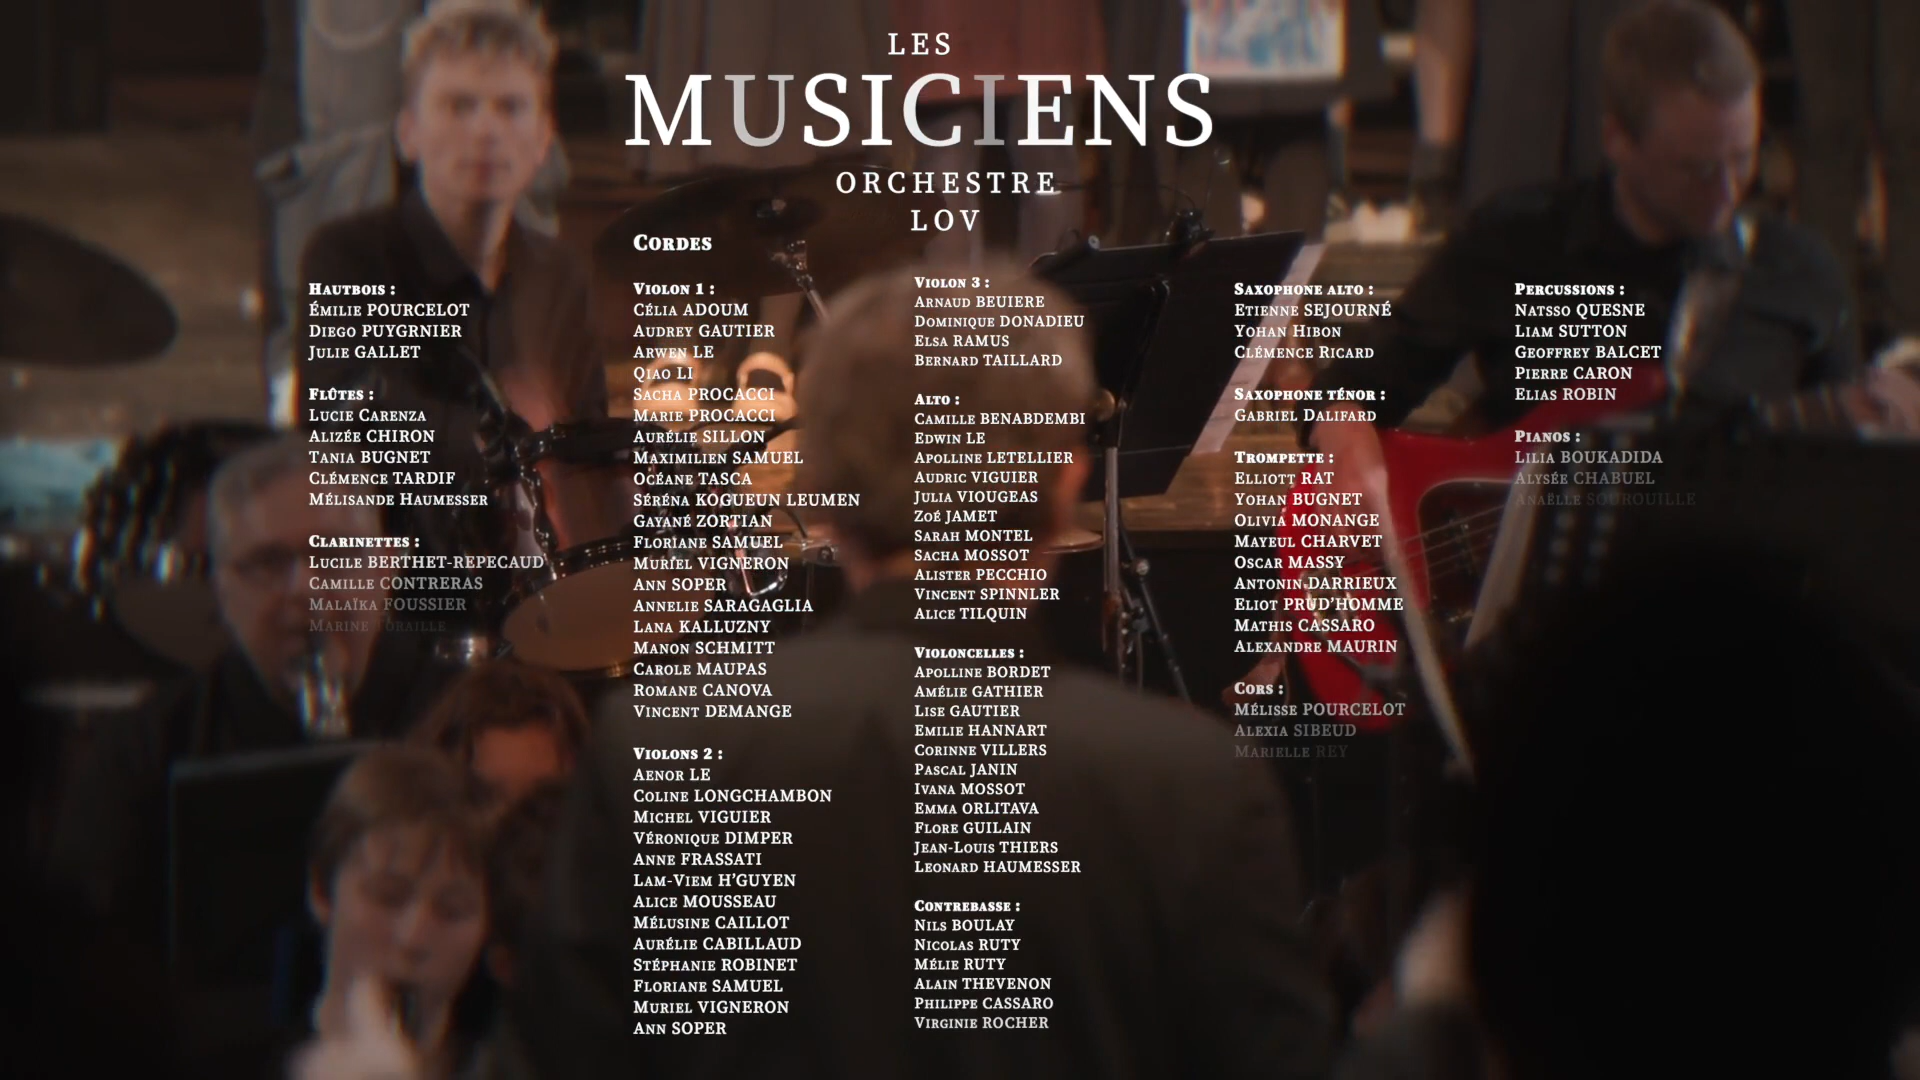 LES
MUSICIENS
ORCHESTRE
LOV
HAUTBOIS :
ÉMILIE POURCELOT
DIEGO PUYGRNIER
JULIE GALLET
FLÛTES :
LUCIE CARENZA
ALIZÉE CHIRON
TANIA BUGNET
CLÉMENCE TARDIF
MÉLISANDE HAUMESSER
CLARINETTES :
LUCILE BERTHET-REPECAUD
CAMILLE CONTRERAS
MALAÏKA FOUSSIER
MARINE
CORDES
VIOLON 1 :
CÉLIA ADOUM
AUDREY GAUTIER
ARWEN LE
QIAO LI
SACHA PROCACCI
MARIE PROCACCI
AURÉLIE SILLON
MAXIMILIEN SAMUEL
OCÉANE TASCA
SÉRÉNA KOGUEUN LEUMEN
GAYANÉ ZORTIAN
FLORIANE SAMUEL
MURIEL VIGNERON
ANN SOPER
ANNELIE SARAGAGLIA
LANA KALLUZNY
MANON SCHMITT
CAROLE MAUPAS
ROMANE CANOVA
VINCENT DEMANGE
VIOLONS 2 :
AENOR LE
COLINE LONGCHAMBON
MICHEL VIGUIER
VÉRONIQUE DIMPER
ANNE FRASSATI
LAM-VIEM H'GUYEN
ALICE MOUSSEAU
MÉLUSINE CAILLOT
AURÉLIE CABILLAUD
STÉPHANIE ROBINET
FLORIANE SAMUEL
MURIEL VIGNERON
ANN SOPER
VIOLON 3 :
ARNAUD BEUIERE
DOMINIQUE DONADIEU
ELSA RAMUS
BERNARD TAILLARD
ALTO :
CAMILLE BENABDEMBI
EDWIN LE
APOLLINE LETELLIER
AUDRIC VIGUIER
JULIA VIOUGEAS
ZOÉ JAMET
SARAH MONTEL
SACHA MOSSOT
ALISTER PECCHIO
VINCENT SPINNLER
ALICE TILQUIN
VIOLONCELLES :
APOLLINE BORDET
AMÉLIE GATHIER
LISE GAUTIER
EMILIE HANNART
CORINNE VILLERS
PASCAL JANIN
IVANA MOSSOT
EMMA ORLITAVA
FLORE GUILAIN
JEAN-LOUIS THIERS
LEONARD HAUMESSER
CONTREBASSE :
NILS BOULAY
NICOLAS RUTY
MÉLIE RUTY
ALAIN THEVENON
PHILIPPE CASSARO
VIRGINIE ROCHER
SAXOPHONE ALTO :
ETIENNE SEJOURNÉ
YOHAN HIBON
CLÉMENCE RICARD
SAXOPHONE TÉNOR :
GABRIEL DALIFARD
TROMPETTE :
ELLIOTT RAT
YOHAN BUGNET
OLIVIA MONANGE
MAYEUL CHARVET
OSCAR MASSY
ANTONIN DARRIEUX
ELIOT PRUD'HOMME
MATHIS CASSARO
ALEXANDRE MAURIN
CORS :
MÉLISSE POURCELOT
ALEXIA SIBEUD
MARIELLE REY
PERCUSSIONS :
NATSSO QUESNE
LIAM SUTTON
GEOFFREY BALCET
PIERRE CARON
ELIAS ROBIN
PIANOS :
LILIA BOUKADIDA
ALYSÉE CHABUEL
ANAËLLE SOUROUILLE